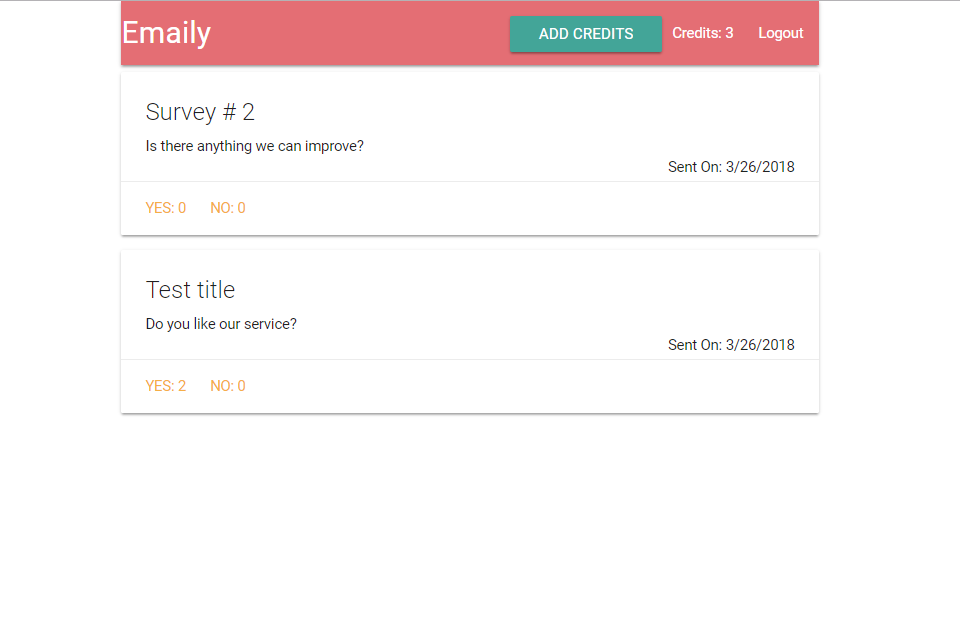 Emaily ADD CREDITS Credits: 3 Logout
Survey # 2
Is there anything we can improve?
Sent On: 3/26/2018
YES: 0 NO: 0
Test title
Do you like our service?
Sent On: 3/26/2018
YES: 2 NO: 0